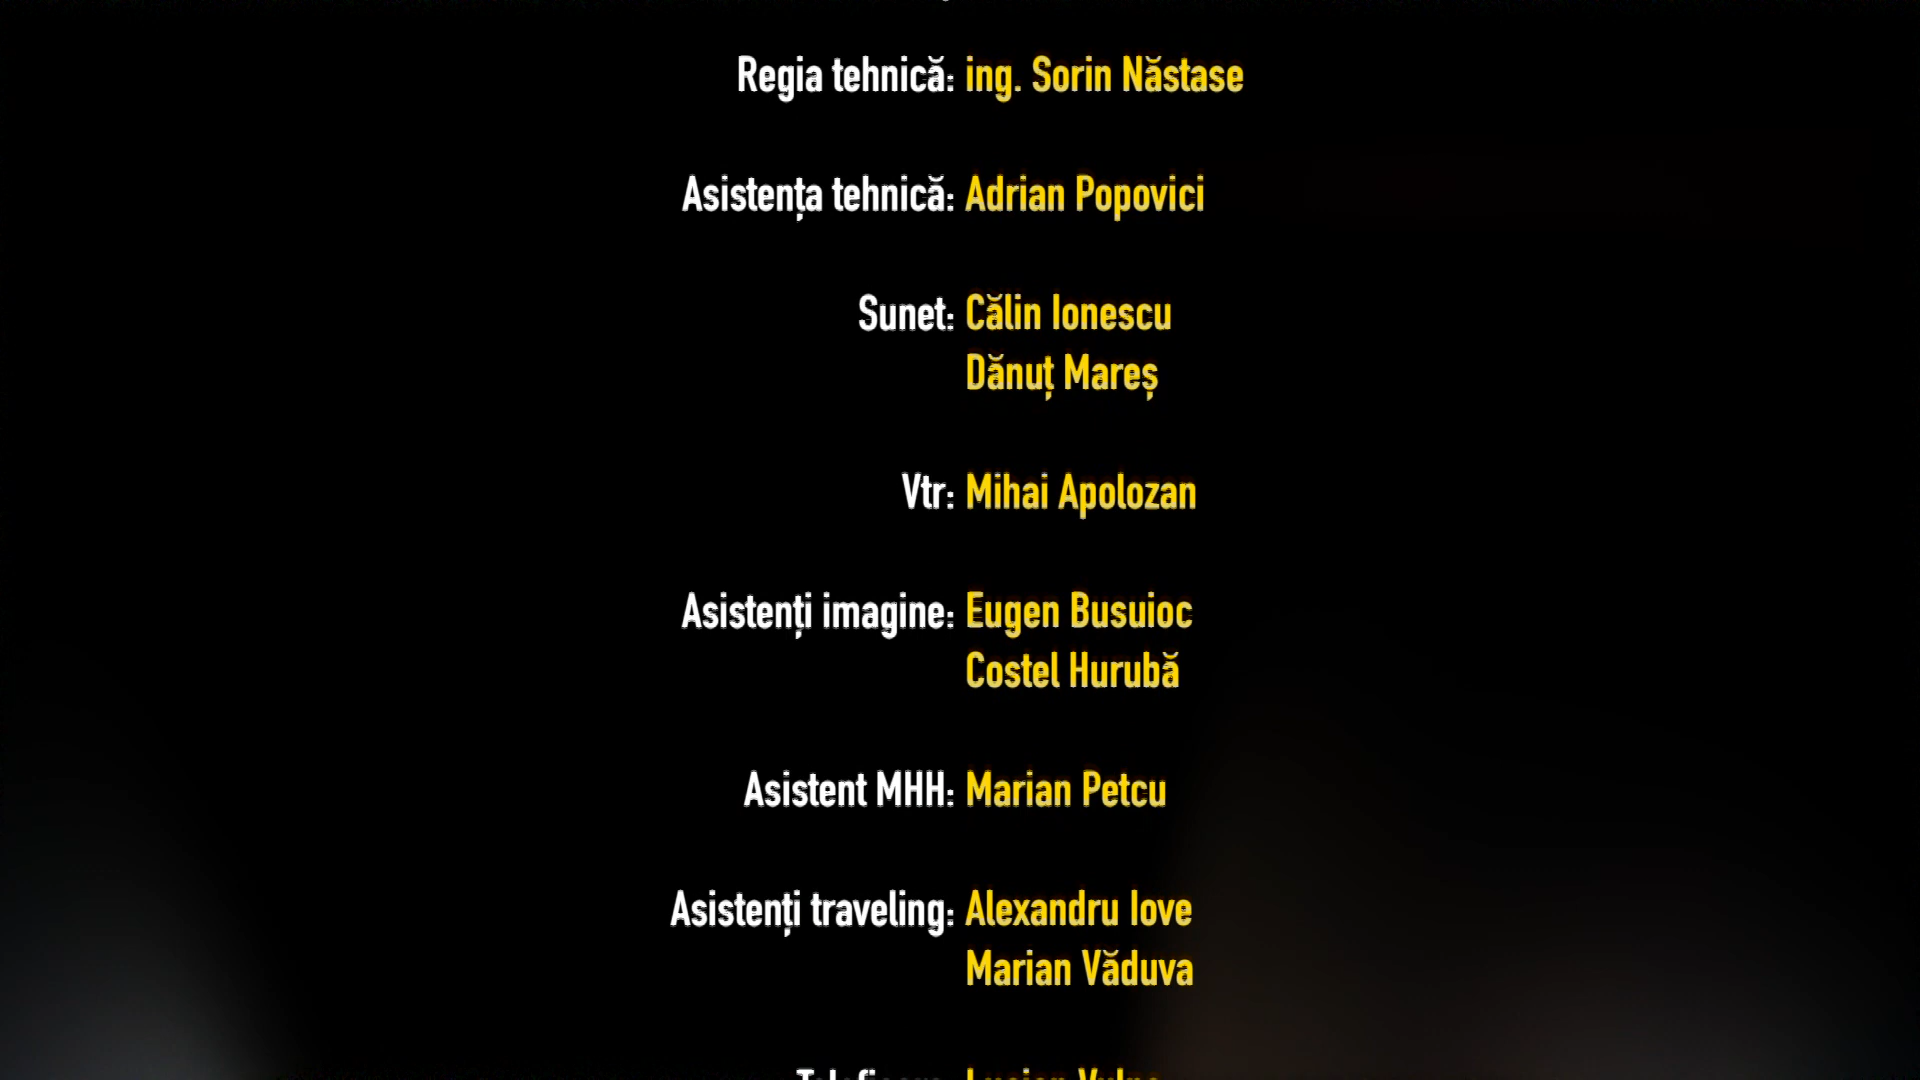 Regia tehnică: ing. Sorin Năstase
Asistența tehnică: Adrian Popovici
Sunet: Călin Ionescu
Dănuț Mareș
Vtr: Mihai Apolozan
Asistenți imagine: Eugen Busuioc
Costel Hurubă
Asistent MHH: Marian Petcu
Asistenți traveling: Alexandru Iove
Marian Văduva